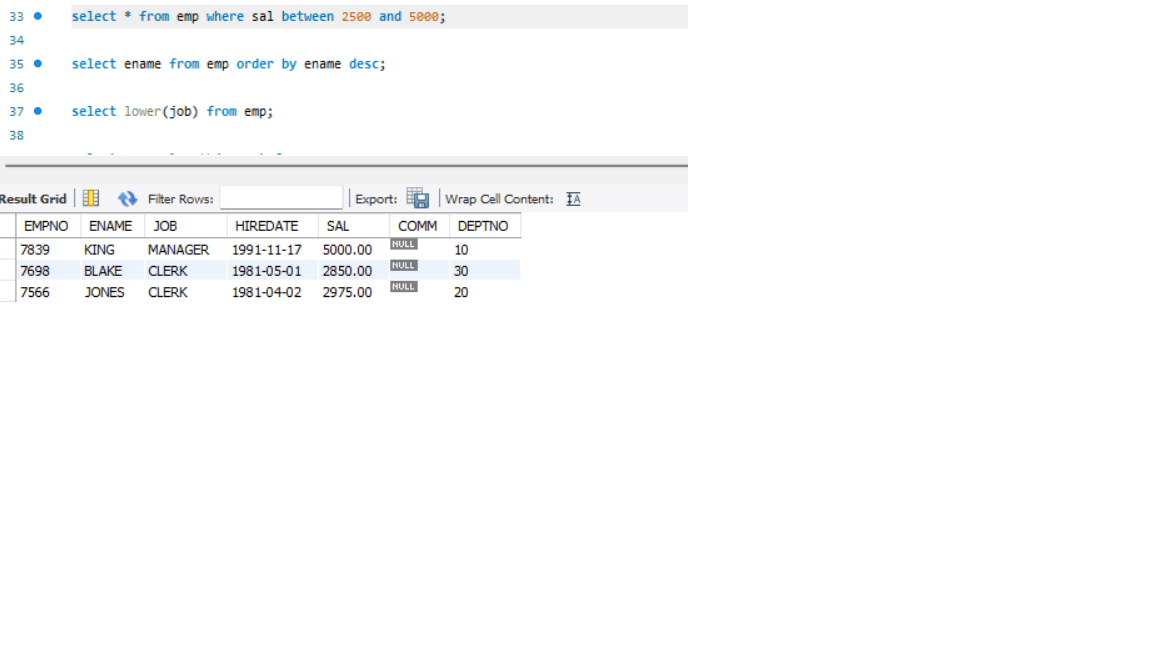 33 select * from emp where sal between 2500 and 5000;
34
35 select ename from emp order by ename desc;
36
37 select lower(job) from emp;
38
Result Grid Filter Rows: Export: Wrap Cell Content:
EMPNO ENAME JOB HIREDATE SAL COMM DEPTNO
7839 KING MANAGER 1991-11-17 5000.00 NULL 10
7698 BLAKE CLERK 1981-05-01 2850.00 NULL 30
7566 JONES CLERK 1981-04-02 2975.00 NULL 20